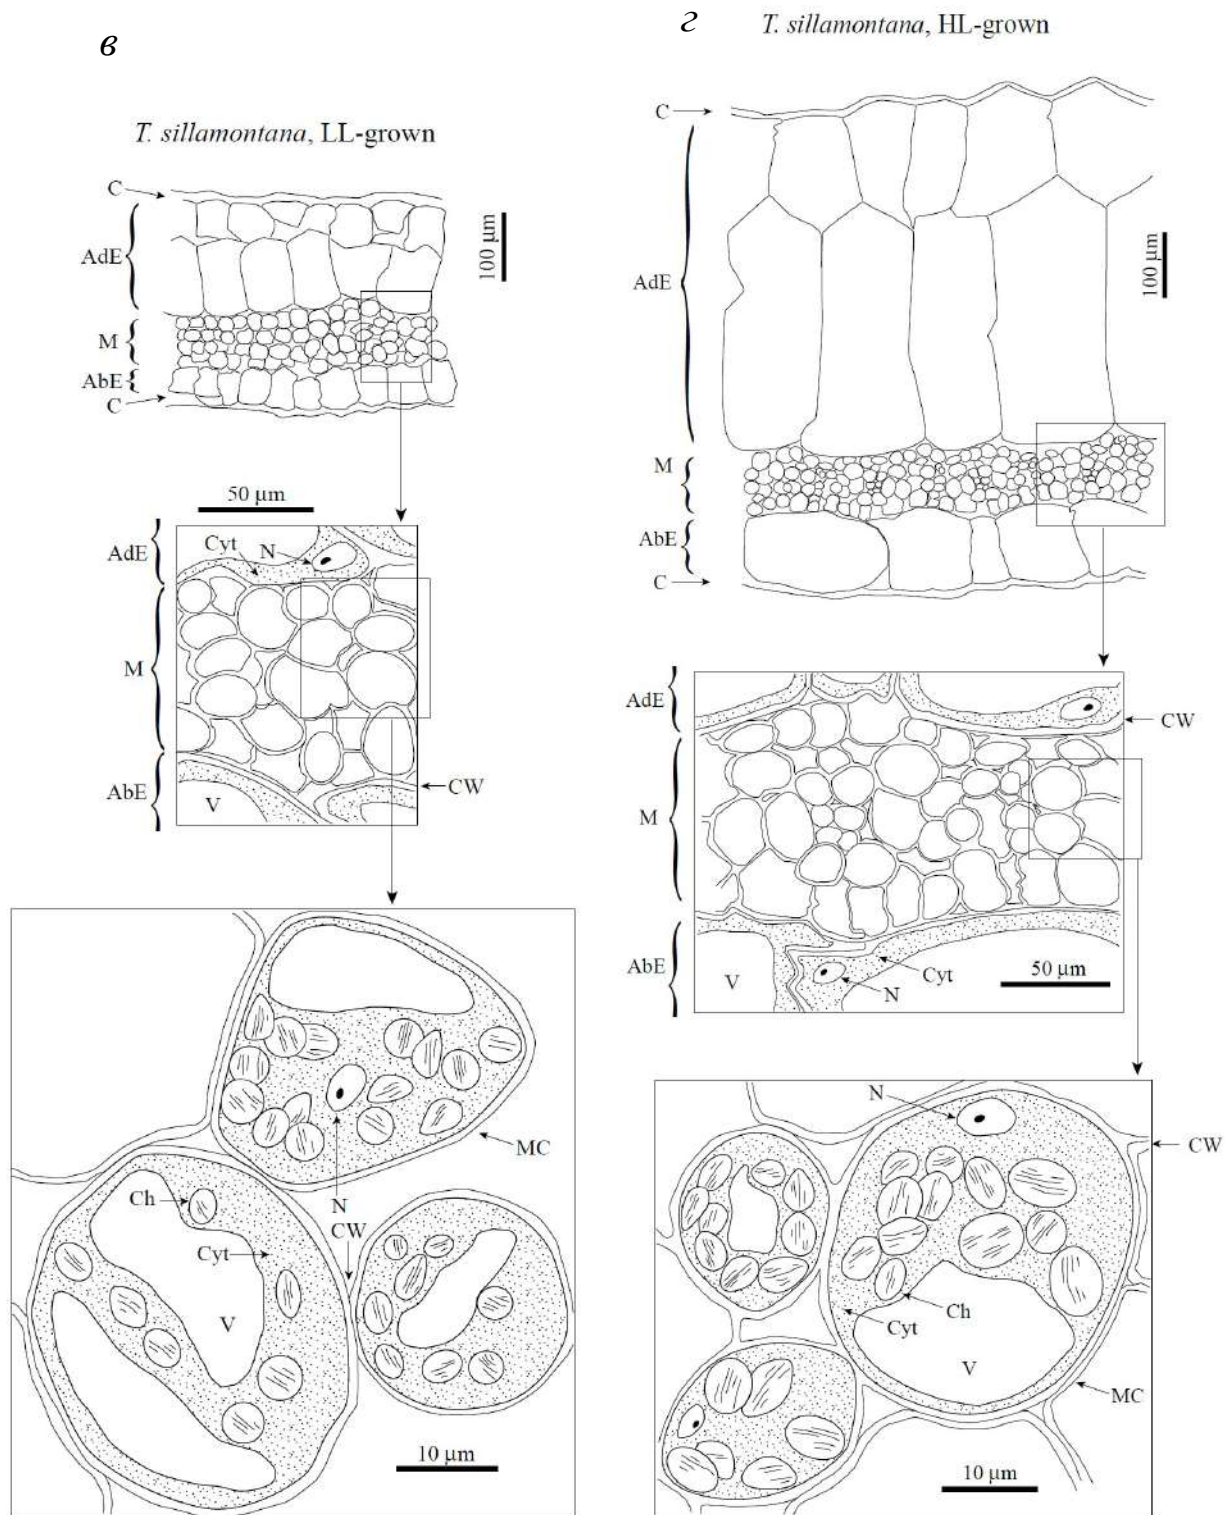 в
T. sillamontana, LL-grown
C
AdE
M
AbE
C
100 µm
50 µm
AdE
Cyt
N
M
AbE
V
CW
MC
N
CW
Ch
Cyt
V
10 µm
г
T. sillamontana, HL-grown
C
AdE
100 µm
M
AbE
C
AdE
CW
M
AbE
V
N
Cyt
50 µm
N
CW
Ch
Cyt
V
MC
10 µm